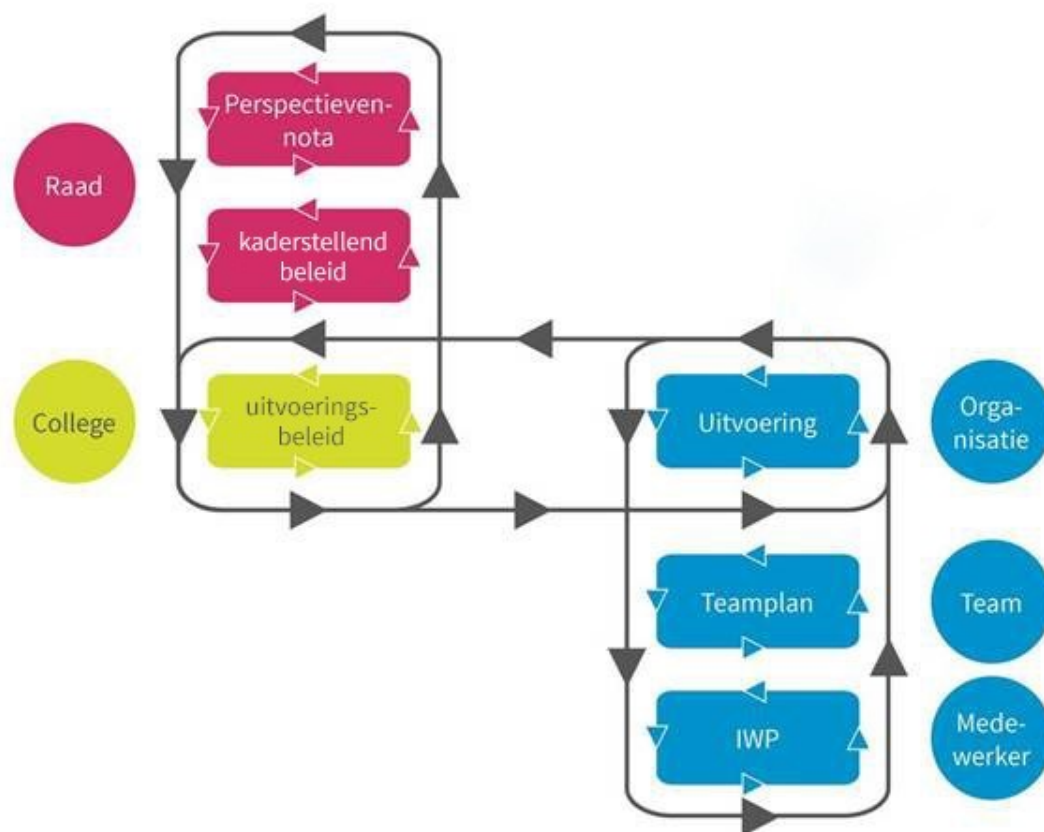 Perspectieven-
nota
Raad
kaderstellend
beleid
College
uitvoerings-
beleid
Uitvoering
Orga-
nisatie
Teamplan
Team
IWP
Mede-
werker